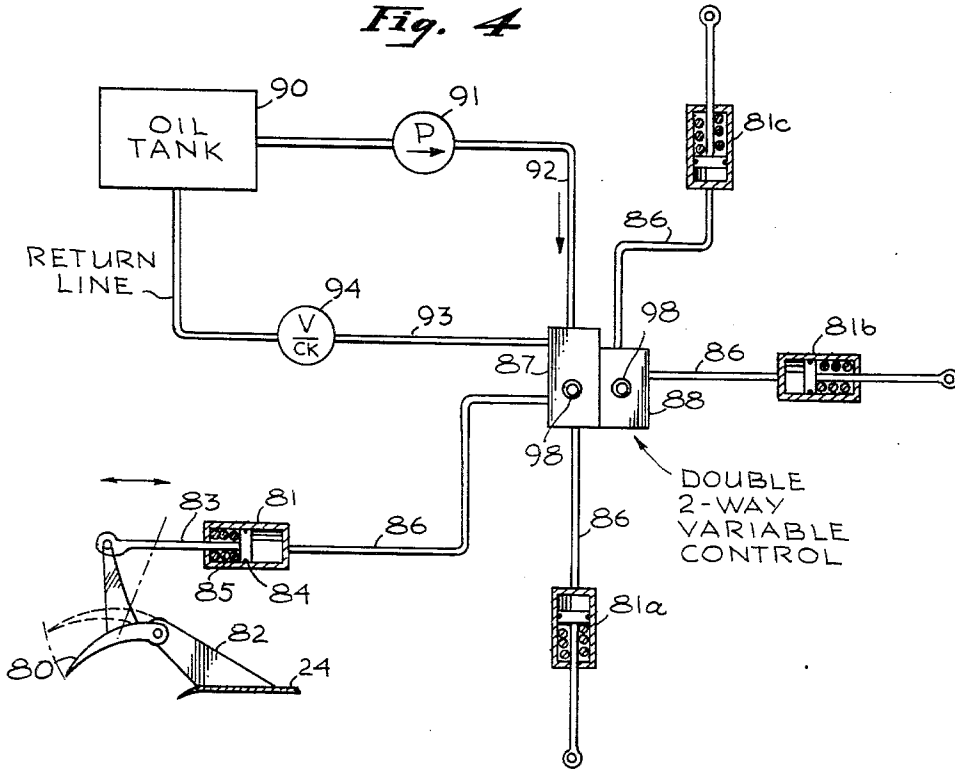 Fig. 4
90
OIL
TANK
91
P
92
81c
86
RETURN
LINE
94
V
CK
93
87
98
81b
86
88
98
DOUBLE
2-WAY
VARIABLE
CONTROL
83
81
86
86
85
84
81a
82
80
24